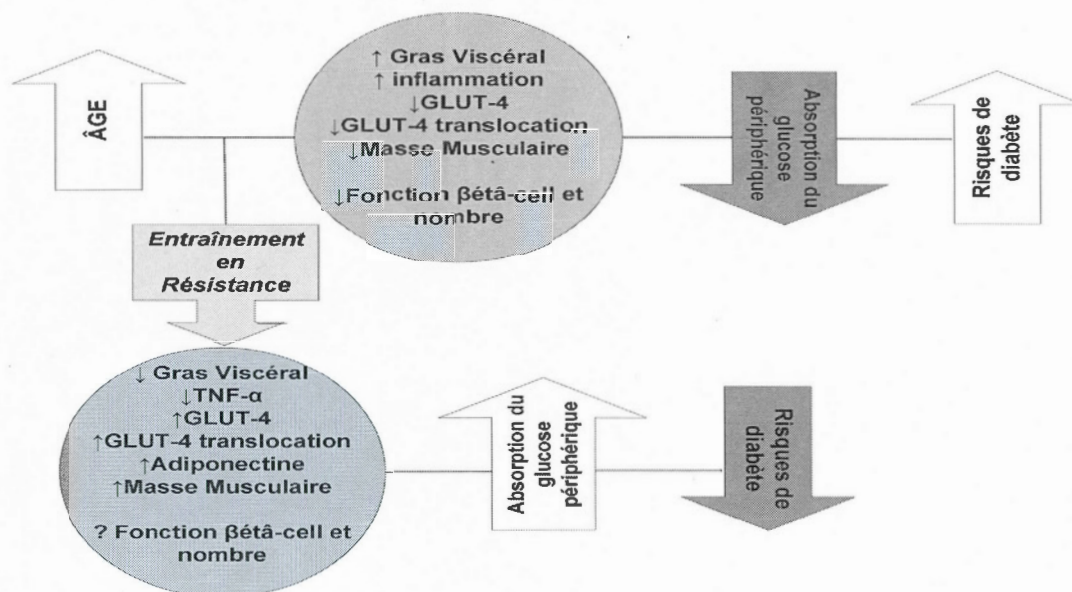 ÂGE
↑ Gras Viscéral
↑ inflammation
↓GLUT-4
↓GLUT-4 translocation
↓Masse Musculaire
↓Fonction βétâ-cell et
nombre
Absorption du
glucose
périphérique
Risques de
diabète
Entraînement
en
Résistance
↓ Gras Viscéral
↓TNF-α
↑GLUT-4
↑GLUT-4 translocation
↑Adiponectine
↑Masse Musculaire
? Fonction βétâ-cell et
nombre
Absorption du
glucose
périphérique
Risques de
diabète